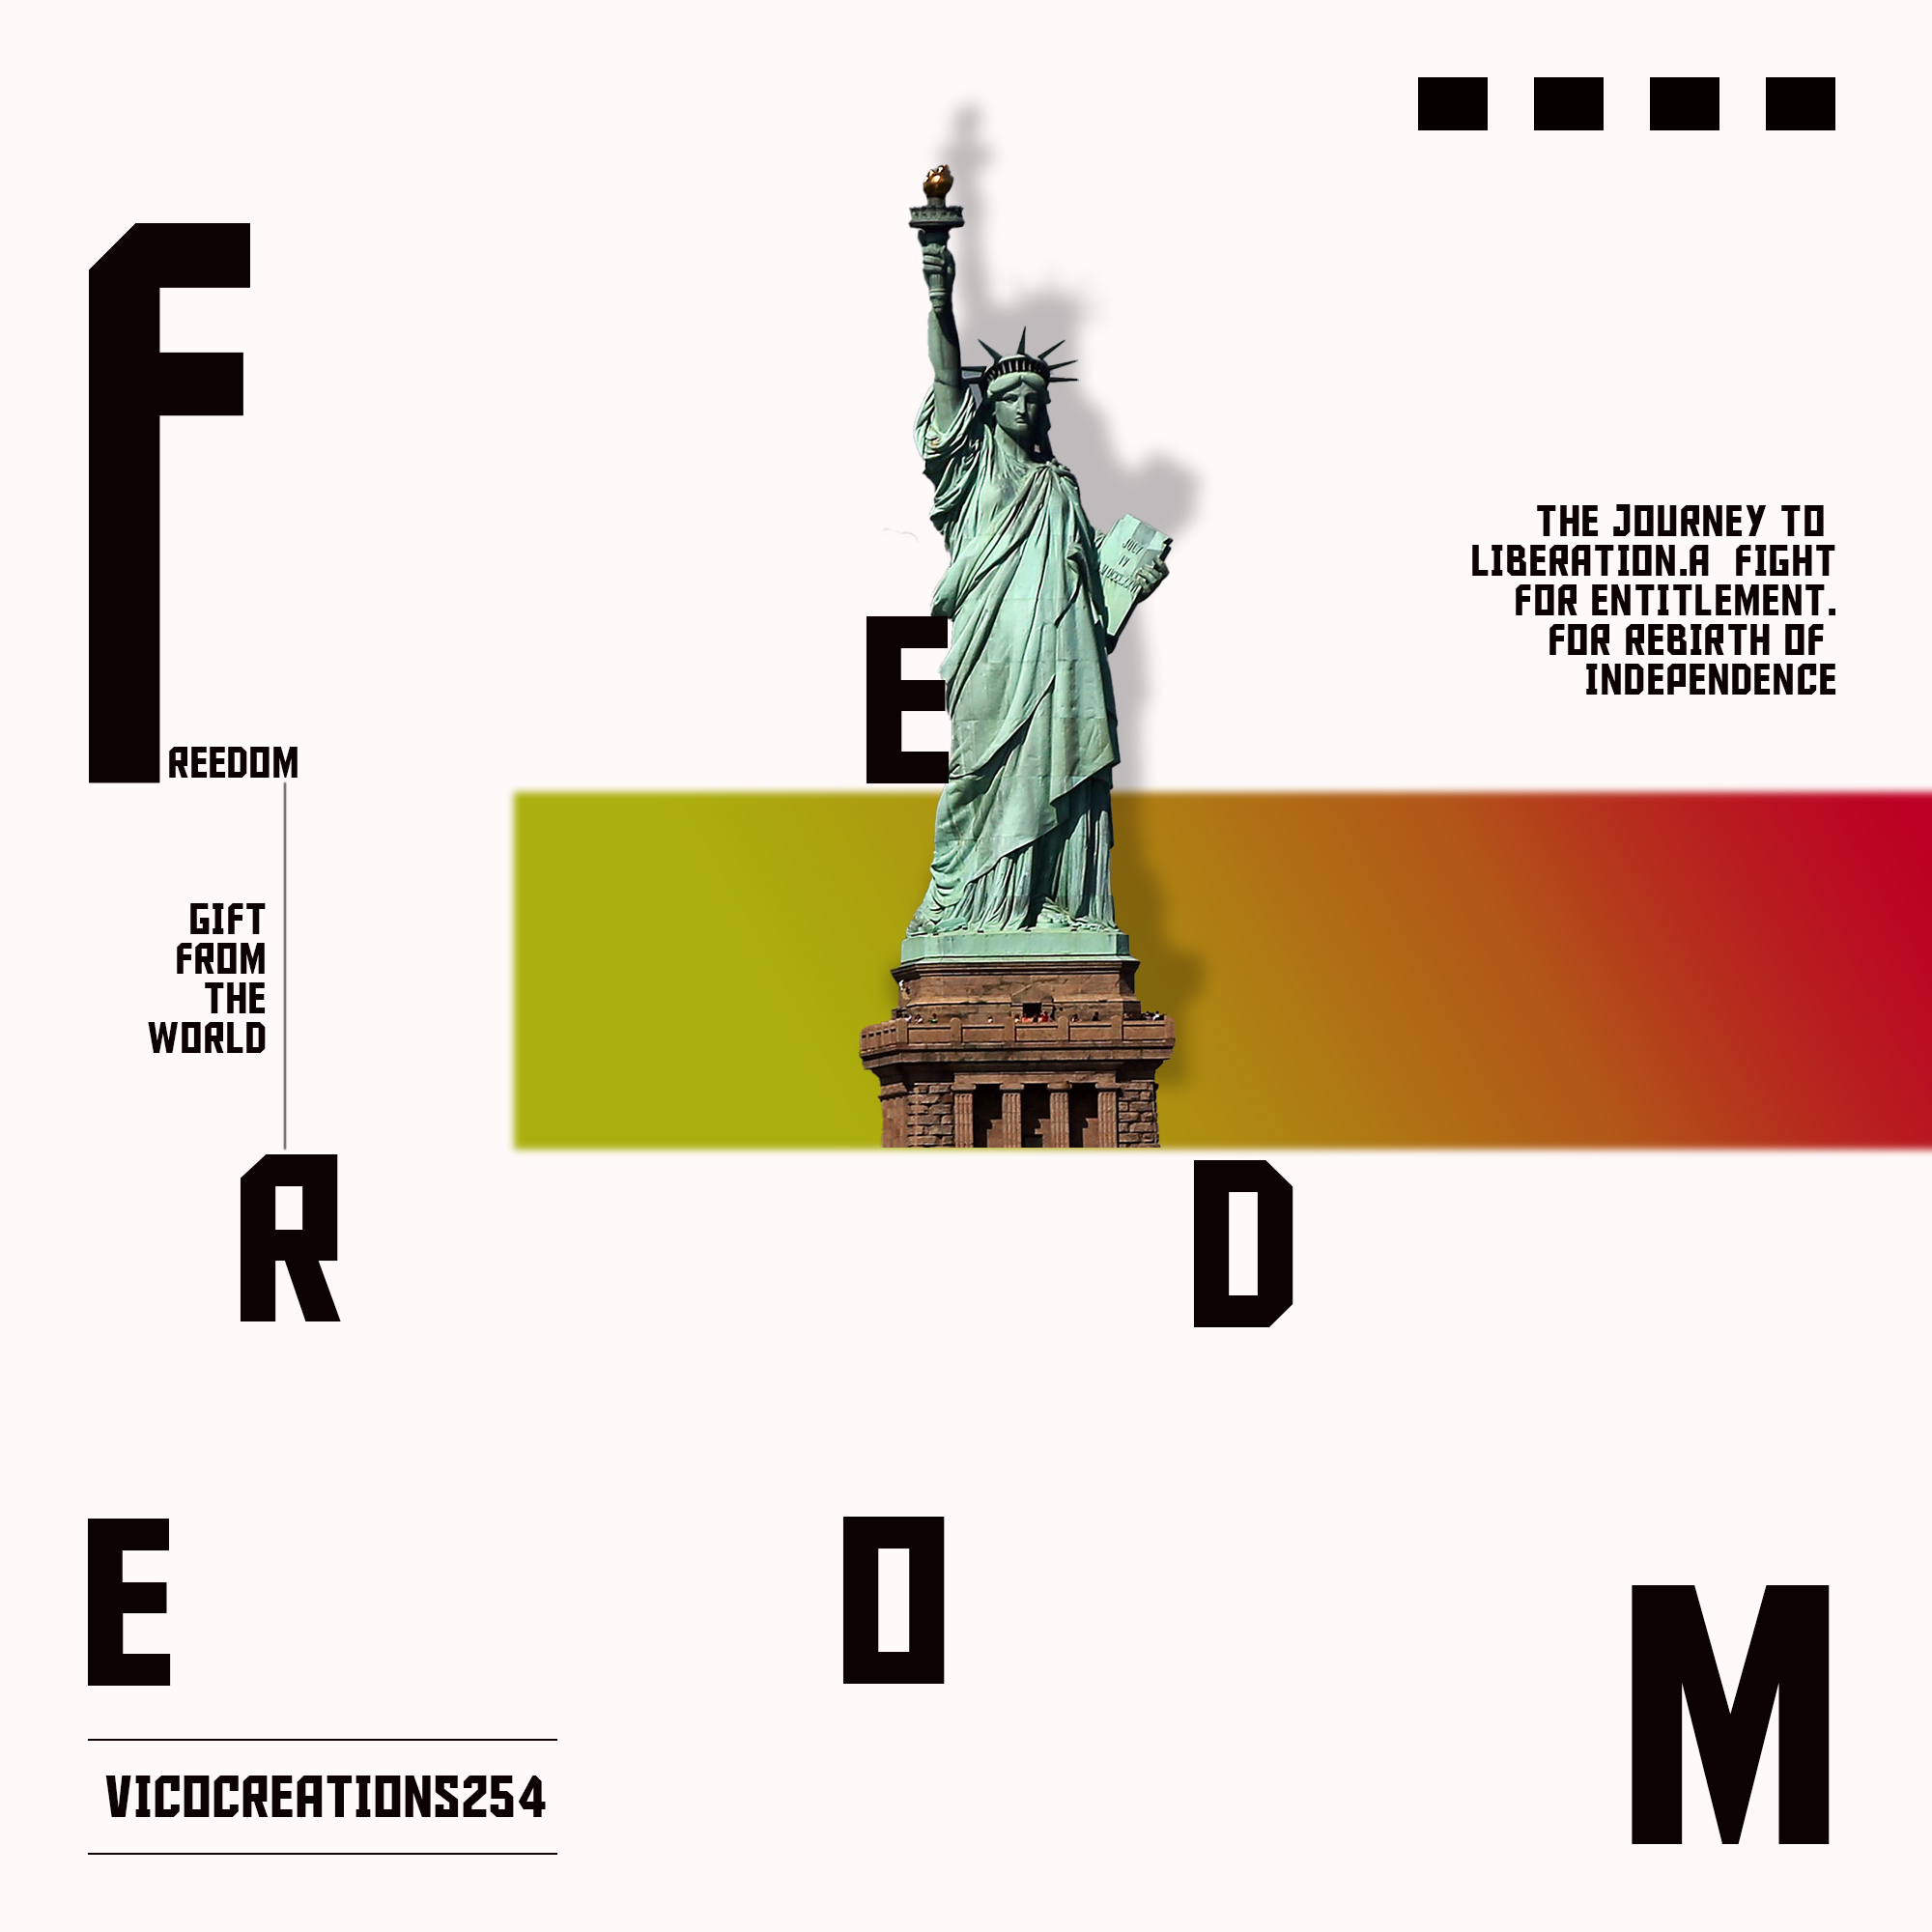 F
REEDOM
THE JOURNEY TO
LIBERATION.A  FIGHT
FOR ENTITLEMENT.
FOR REBIRTH OF
INDEPENDENCE
E
GIFT
FROM
THE
WORLD
R
D
E
O
M
VICOCREATIONS254